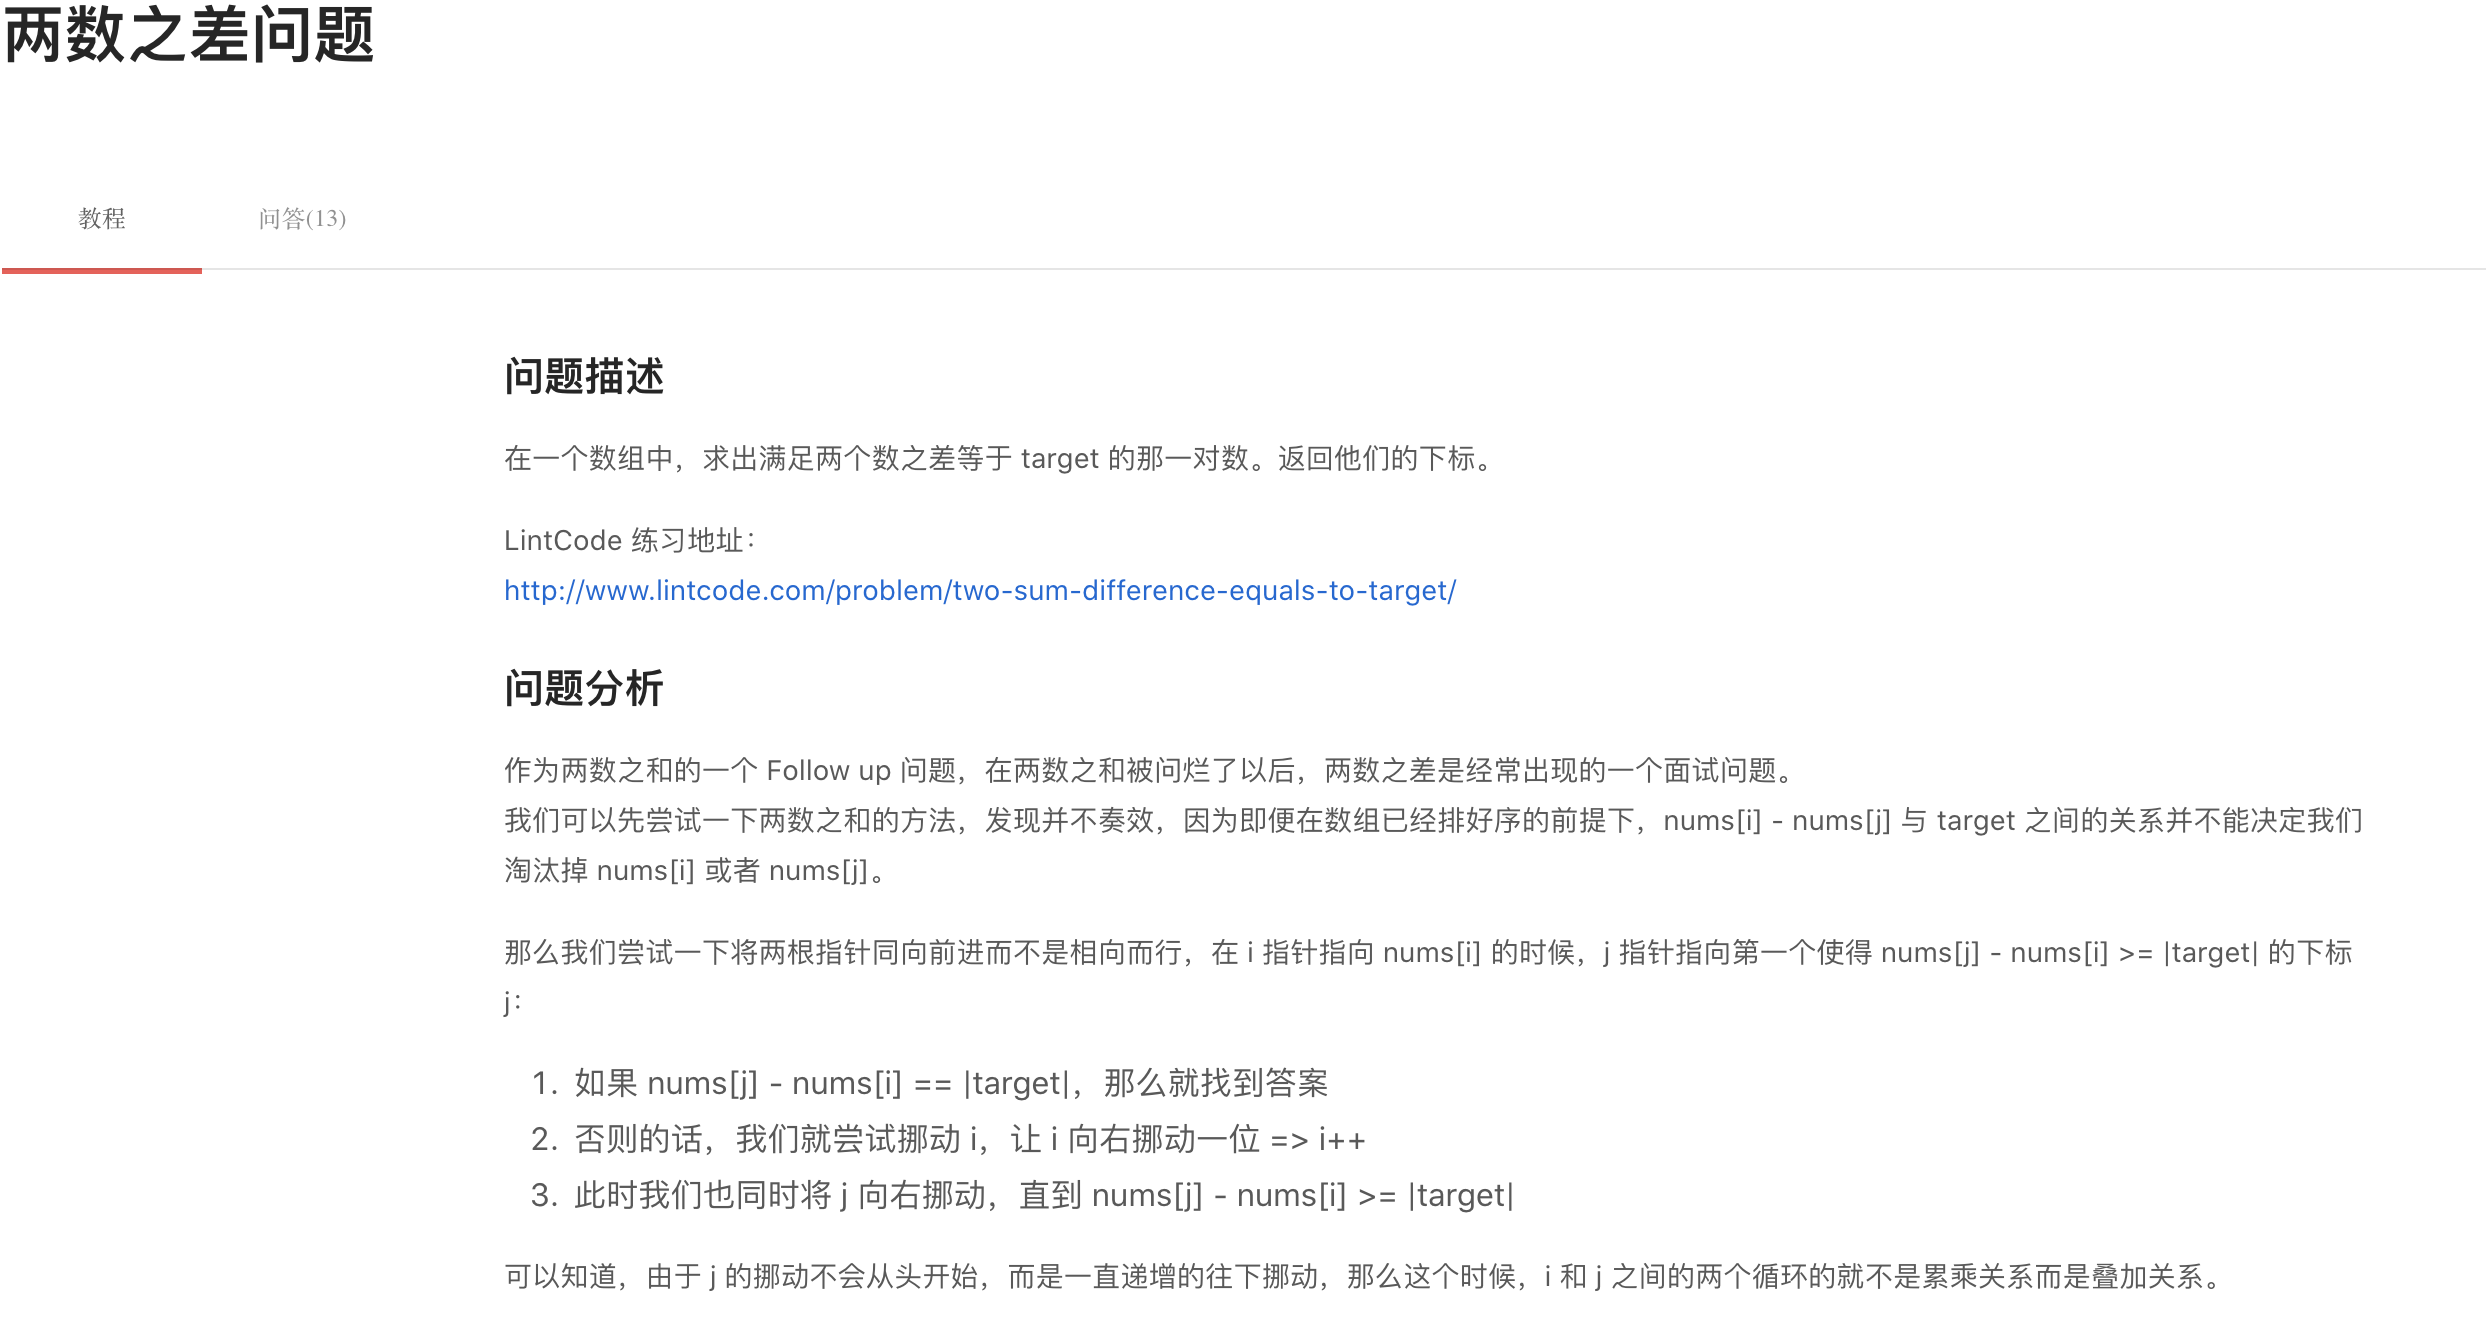 两数之差问题
教程
问答(13)
问题描述
在一个数组中，求出满足两个数之差等于 target 的那一对数。返回他们的下标。
LintCode 练习地址：
http://www.lintcode.com/problem/two-sum-difference-equals-to-target/
问题分析
作为两数之和的一个 Follow up 问题，在两数之和被问烂了以后，两数之差是经常出现的一个面试问题。
我们可以先尝试一下两数之和的方法，发现并不奏效，因为即便在数组已经排好序的前提下，nums[i] - nums[j] 与 target 之间的关系并不能决定我们
淘汰掉 nums[i] 或者 nums[j]。
那么我们尝试一下将两根指针同向前进而不是相向而行，在 i 指针指向 nums[i] 的时候，j 指针指向第一个使得 nums[j] - nums[i] >= |target| 的下标
j：
1. 如果 nums[j] - nums[i] == |target|，那么就找到答案
2. 否则的话，我们就尝试挪动 i，让 i 向右挪动一位 => i++
3. 此时我们也同时将 j 向右挪动，直到 nums[j] - nums[i] >= |target|
可以知道，由于 j 的挪动不会从头开始，而是一直递增的往下挪动，那么这个时候，i 和 j 之间的两个循环的就不是累乘关系而是叠加关系。